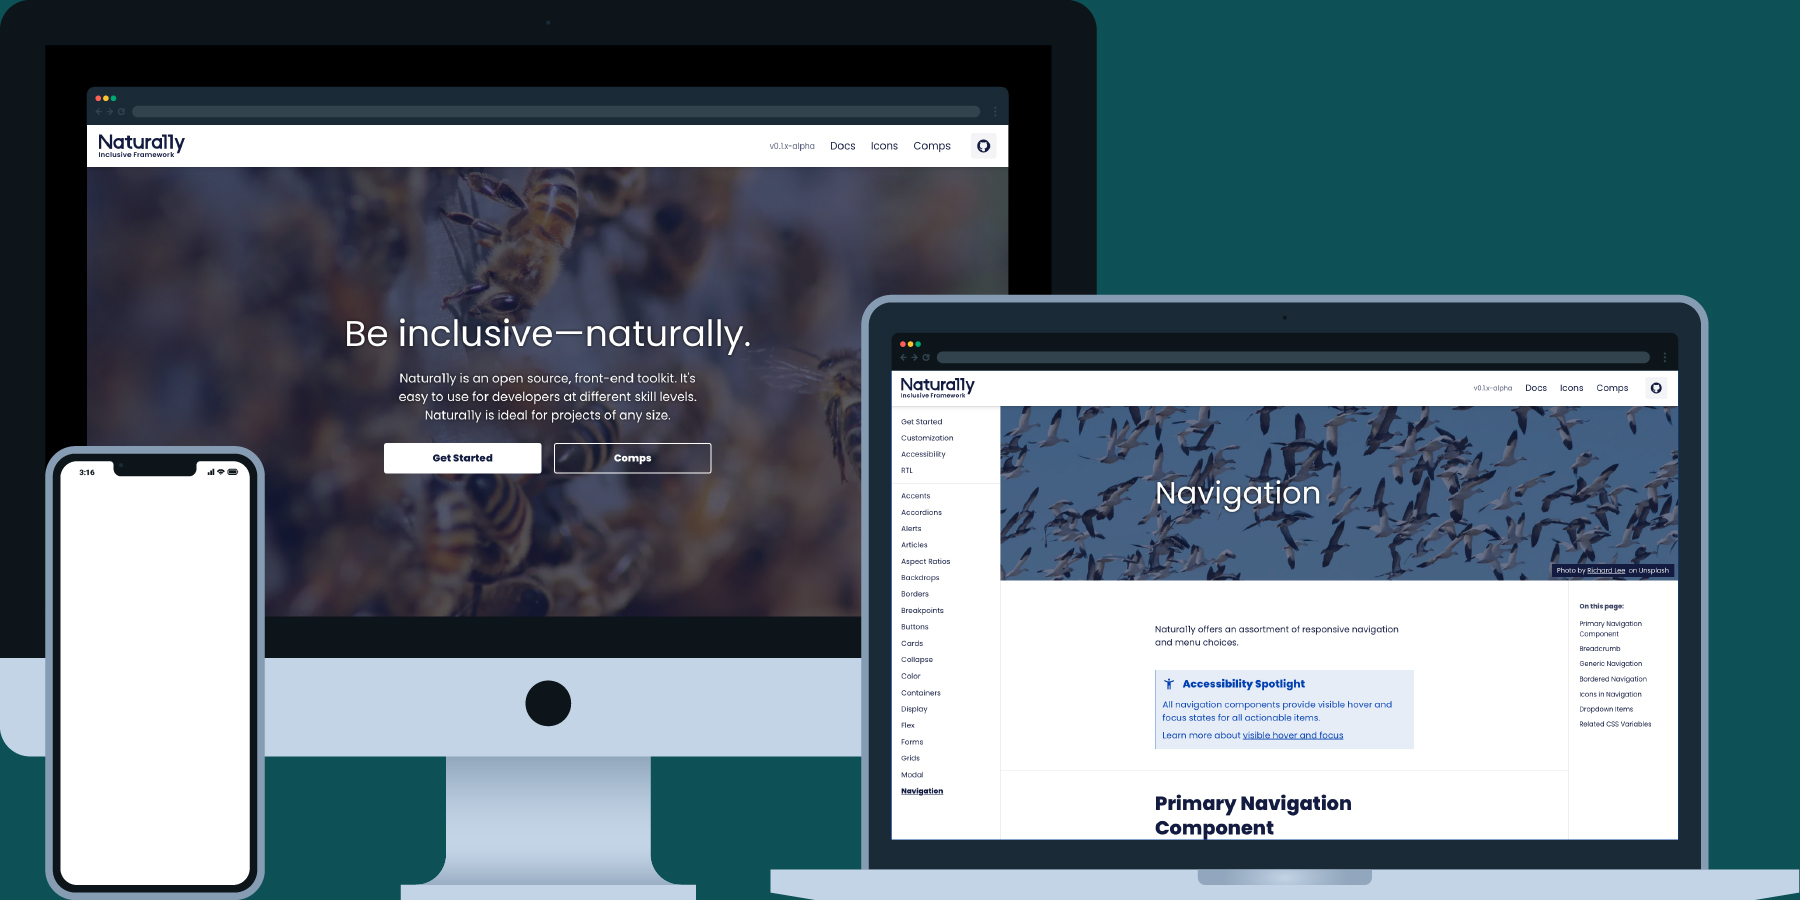 Natura11y
Inclusive Framework
v0.1.x-alpha
Docs
Icons
Comps
Be inclusive—naturally.
Natura11y is an open source, front-end toolkit. It's
easy to use for developers at different skill levels.
Natura11y is ideal for projects of any size.
Get Started
Comps
3:16
Natura11y
Inclusive Framework
v0.1.x-alpha
Docs
Icons
Comps
Get Started
Customization
Accessibility
RTL
Accents
Accordions
Alerts
Articles
Aspect Ratios
Backdrops
Borders
Breakpoints
Buttons
Cards
Collapse
Color
Containers
Display
Flex
Forms
Grids
Modal
Navigation
Navigation
Photo by Richard Lee on Unsplash
Natura11y offers an assortment of responsive navigation
and menu choices.
Accessibility Spotlight
All navigation components provide visible hover and
focus states for all actionable items.
Learn more about visible hover and focus
Primary Navigation
Component
On this page:
Primary Navigation
Component
Breadcrumb
Generic Navigation
Bordered Navigation
Icons in Navigation
Dropdown Items
Related CSS Variables